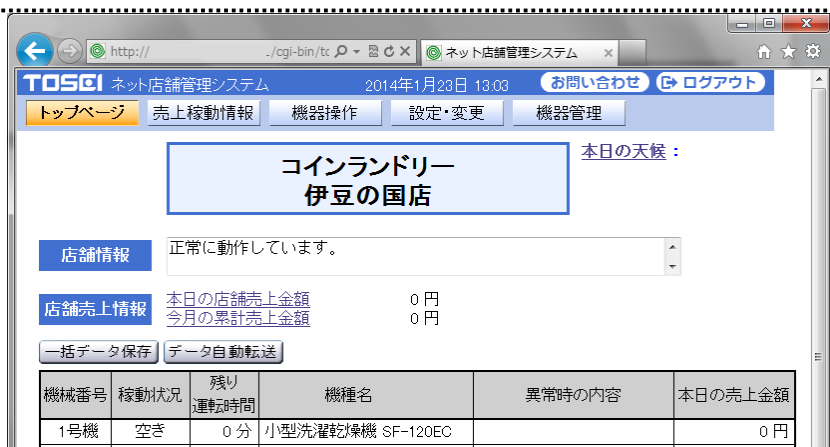 http:// ../cgi-bin/tc
ネット店舗管理システム
TOSEI ネット店舗管理システム 2014年1月23日 13:03 お問い合わせ ログアウト
トップページ 売上稼動情報 機器操作 設定・変更 機器管理
コインランドリー
伊豆の国店
本日の天候：
店舗情報 正常に動作しています。
店舗売上情報 本日の店舗売上金額 0 円
今月の累計売上金額 0 円
一括データ保存 データ自動転送
機械番号 稼動状況 残り運転時間 機種名 異常時の内容 本日の売上金額
1号機 空き 0 分 小型洗濯乾燥機 SF-120EC 0 円